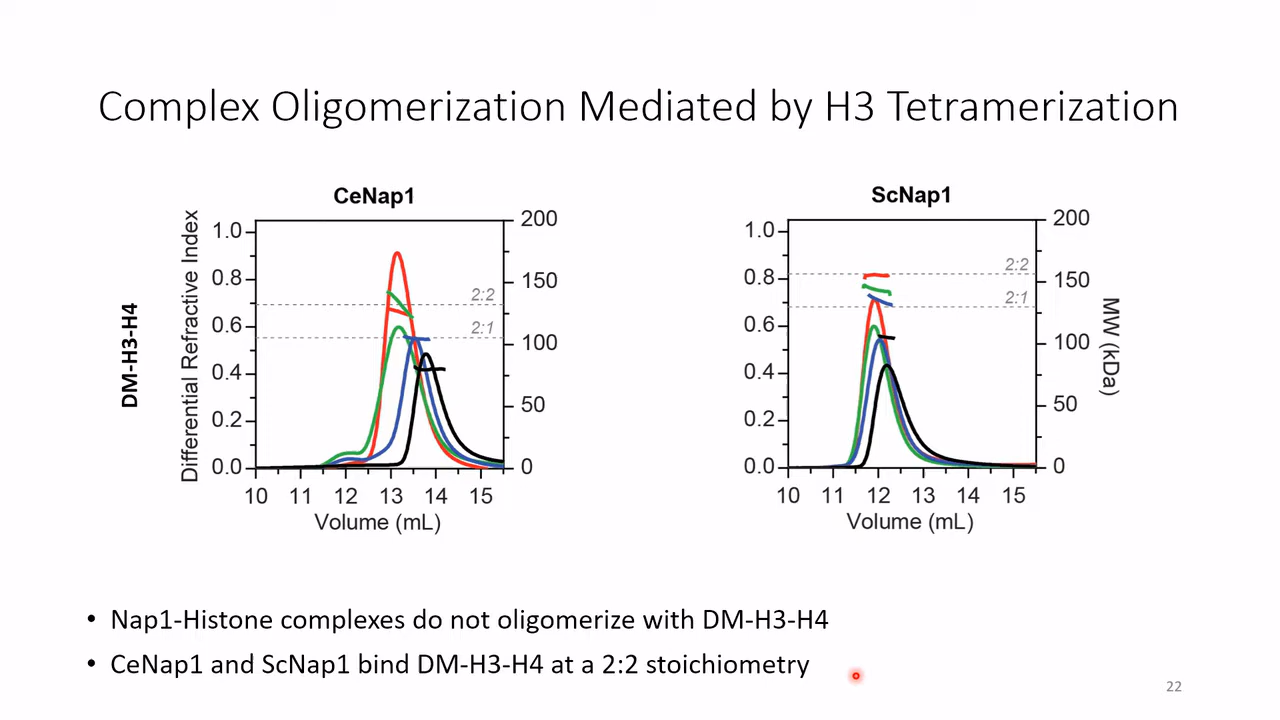 Complex Oligomerization Mediated by H3 Tetramerization
CeNap1
ScNap1
DM-H3-H4
Differential Refractive Index
1.0
0.8
0.6
0.4
0.2
0.0
200
150
100
50
0
2:2
2:1
10 11 12 13 14 15
Volume (mL)
1.0
0.8
0.6
0.4
0.2
0.0
200
150
100
50
0
2:2
2:1
MW (kDa)
10 11 12 13 14 15
Volume (mL)
• Nap1-Histone complexes do not oligomerize with DM-H3-H4
• CeNap1 and ScNap1 bind DM-H3-H4 at a 2:2 stoichiometry
22